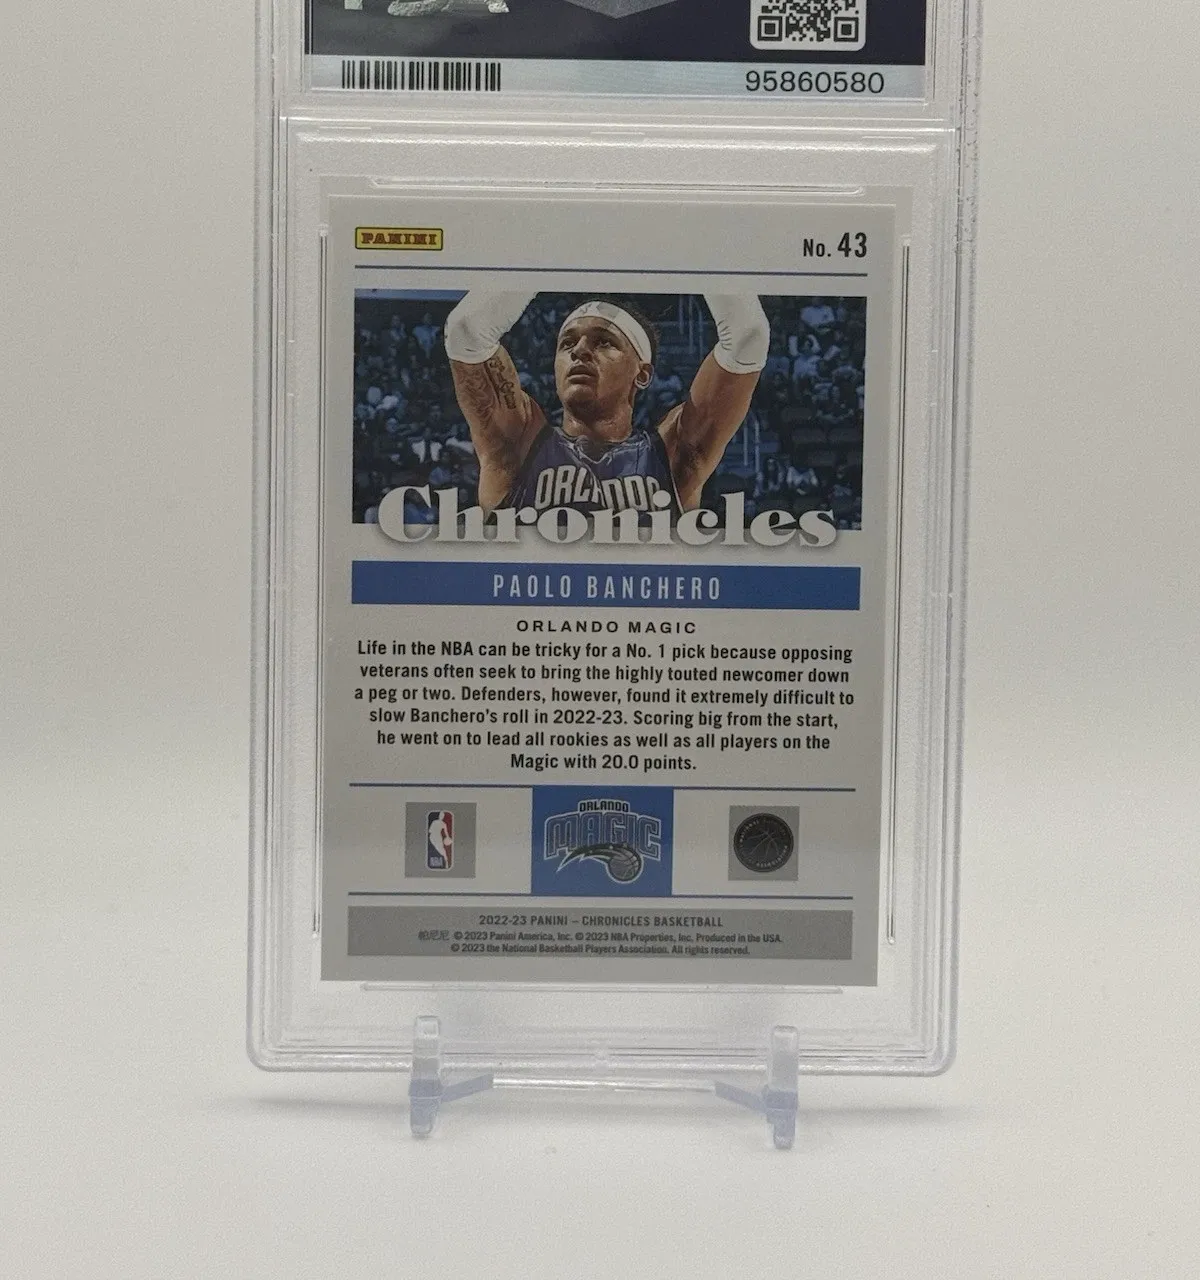 95860580
PANINI
No. 43
ORLANDO
Chronicles
PAOLO BANCHERO
ORLANDO MAGIC
Life in the NBA can be tricky for a No. 1 pick because opposing
veterans often seek to bring the highly touted newcomer down
a peg or two. Defenders, however, found it extremely difficult to
slow Banchero's roll in 2022-23. Scoring big from the start,
he went on to lead all rookies as well as all players on the
Magic with 20.0 points.
NBA
ORLANDO
MAGIC
2022-23 PANINI – CHRONICLES BASKETBALL
帕尼尼 © 2023 Panini America, Inc. © 2023 NBA Properties, Inc. Produced in the USA.
© 2023 the National Basketball Players Association. All rights reserved.